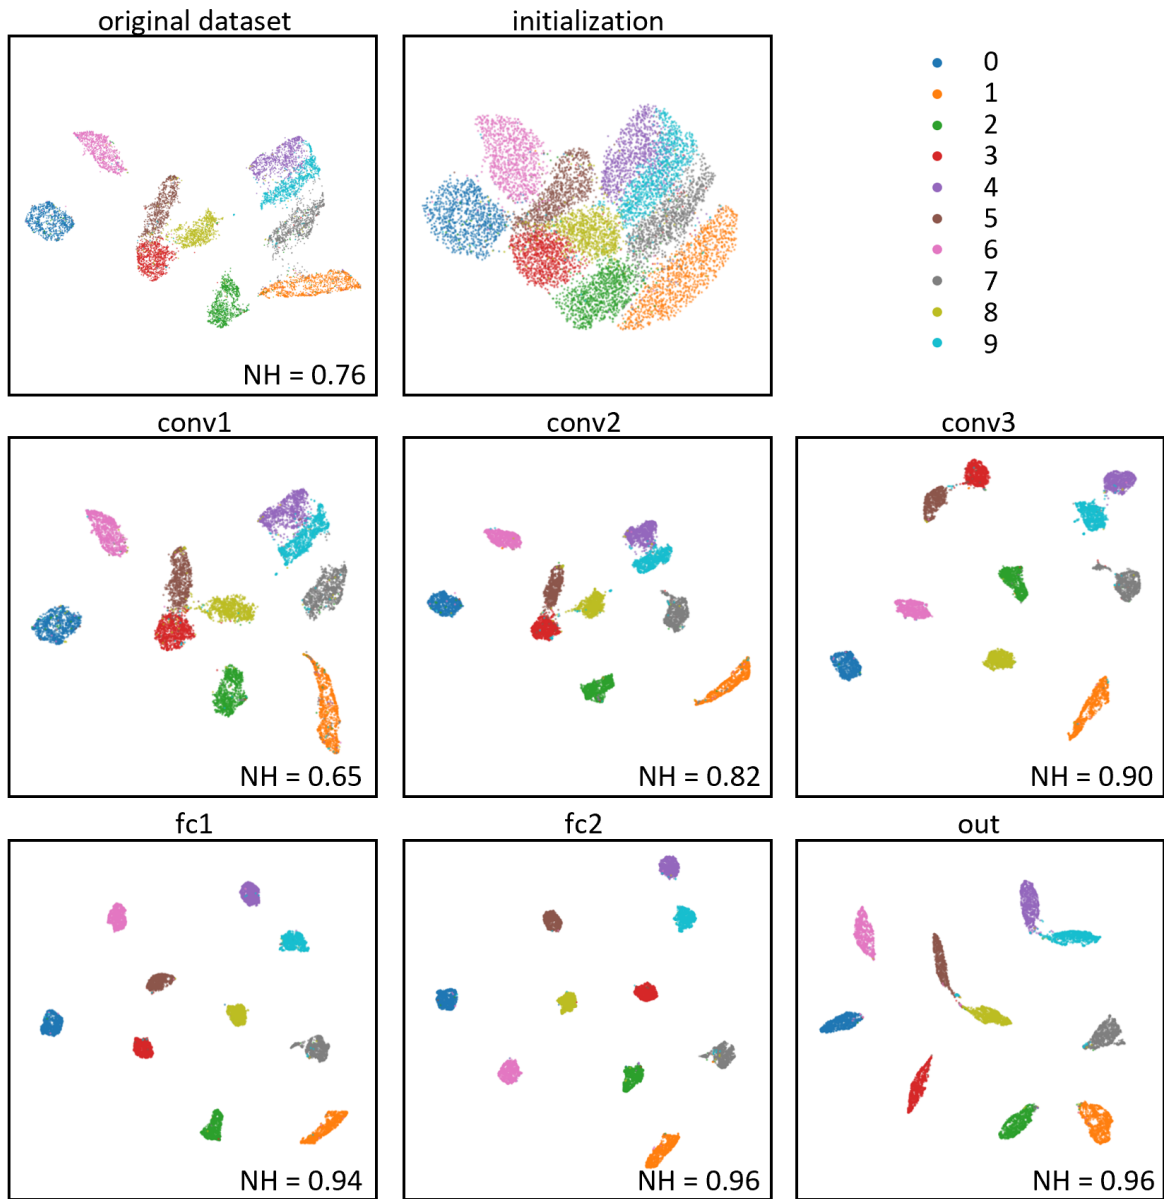 original dataset
initialization
0
1
2
3
4
5
6
7
8
9
NH = 0.76
conv1
conv2
conv3
NH = 0.65
NH = 0.82
NH = 0.90
fc1
fc2
out
NH = 0.94
NH = 0.96
NH = 0.96